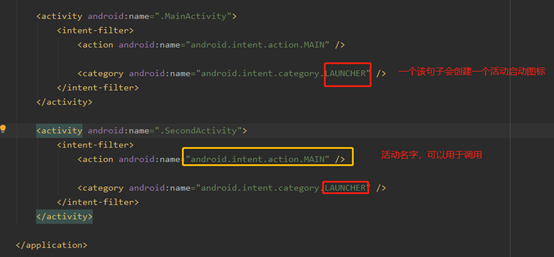 <activity android:name=".MainActivity">
<intent-filter>
<action android:name="android.intent.action.MAIN" />
<category android:name="android.intent.category.LAUNCHER" /> 一个该句子会创建一个活动启动图标
</intent-filter>
</activity>
<activity android:name=".SecondActivity">
<intent-filter>
<action android:name="android.intent.action.MAIN" /> 活动名字，可以用于调用
<category android:name="android.intent.category.LAUNCHER" />
</intent-filter>
</activity>
</application>